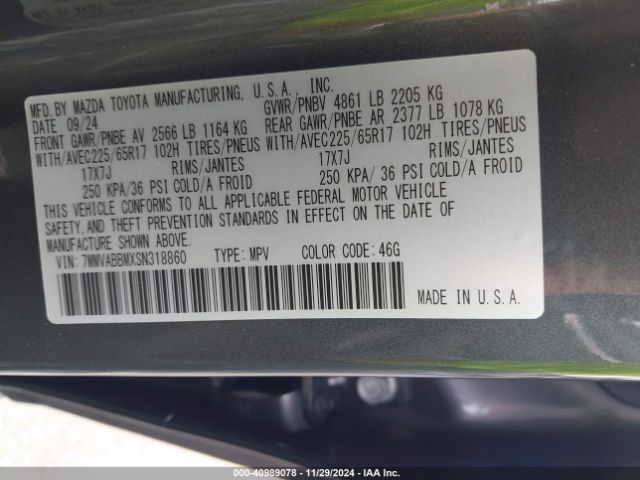 MFD. BY MAZDA TOYOTA MANUFACTURING, U.S.A., INC.
DATE 09/24 GVWR/PNBV 4861 LB 2205 KG
FRONT GAWR/PNBE AV 2566 LB 1164 KG REAR GAWR/PNBE AR 2377 LB 1078 KG
WITH/AVEC225/65R17 102H TIRES/PNEUS WITH/AVEC225/65R17 102H TIRES/PNEUS
17X7J RIMS/JANTES 17X7J RIMS/JANTES
250 KPA/36 PSI COLD/A FROID 250 KPA/36 PSI COLD/A FROID
THIS VEHICLE CONFORMS TO ALL APPLICABLE FEDERAL MOTOR VEHICLE
SAFETY, AND THEFT PREVENTION STANDARDS IN EFFECT ON THE DATE OF
MANUFACTURE SHOWN ABOVE.
VIN: 7MMVABBMXSN318860 TYPE: MPV COLOR CODE: 46G
MADE IN U.S.A.
000-40989078 - 11/29/2024 - IAA Inc.